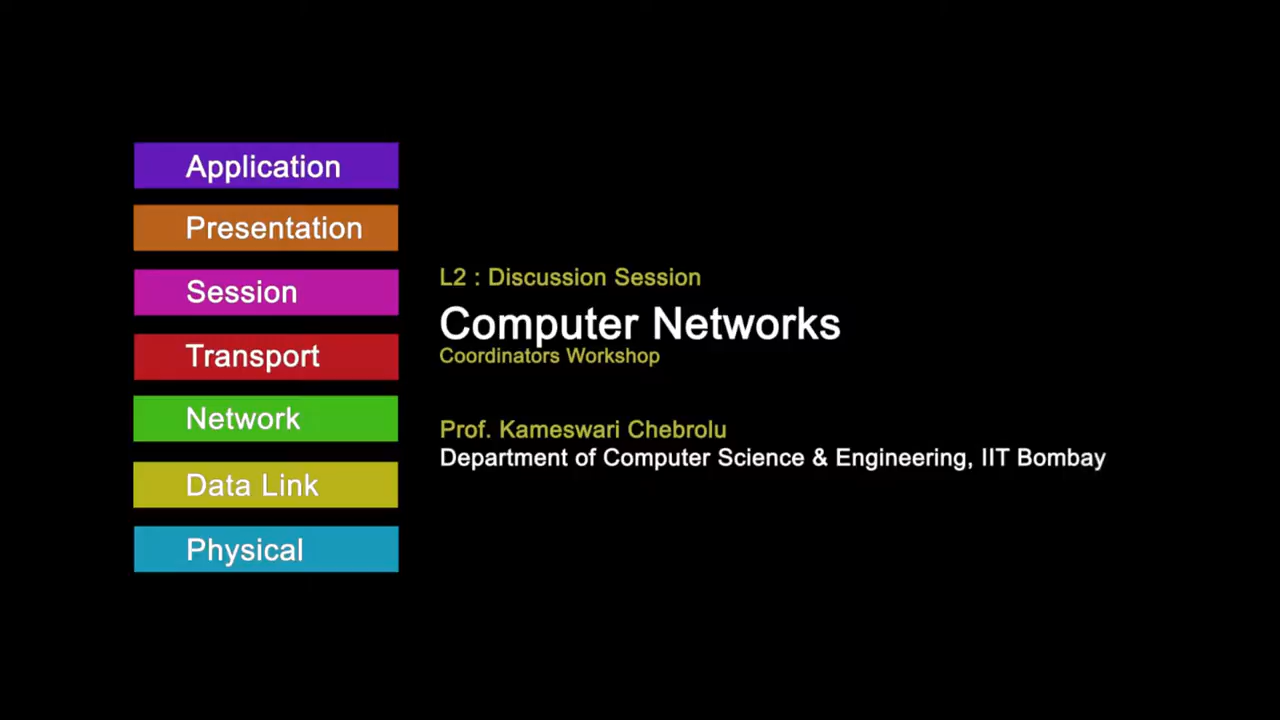 Application
Presentation
Session
Transport
Network
Data Link
Physical
L2 : Discussion Session
Computer Networks
Coordinators Workshop
Prof. Kameswari Chebrolu
Department of Computer Science & Engineering, IIT Bombay